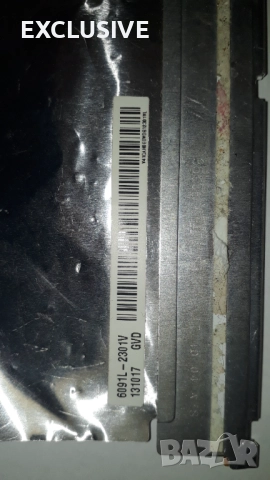 EXCLUSIVE
6091L-2301V
131017 GVD
BAZAR